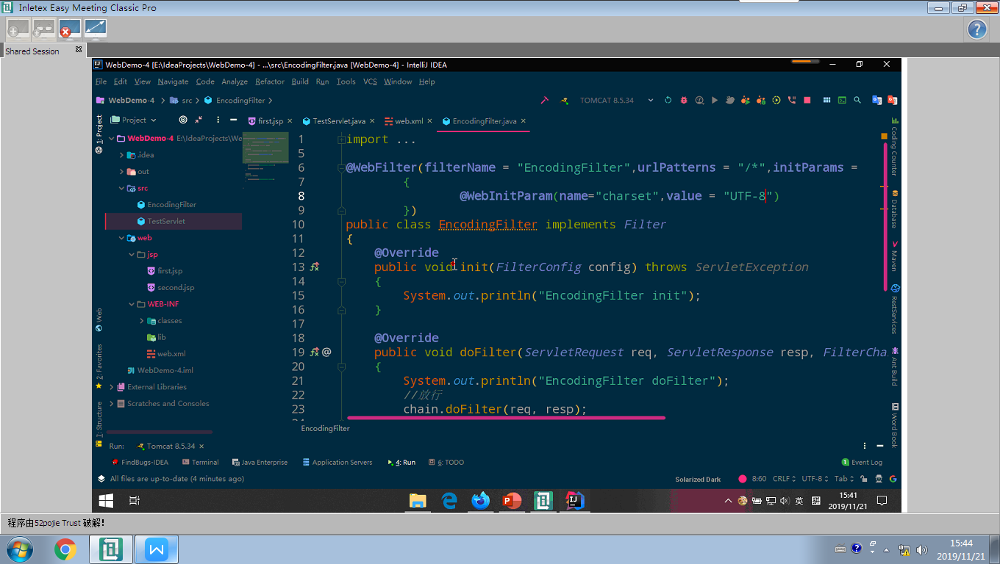 Inletex Easy Meeting Classic Pro
Shared Session
WebDemo-4 [E:\IdeaProjects\WebDemo-4] - ...\src\EncodingFilter.java [WebDemo-4] - IntelliJ IDEA
File Edit View Navigate Code Analyze Refactor Build Run Tools VCS Window Help
WebDemo-4 src EncodingFilter TOMCAT 8.5.34
Project first.jsp TestServlet.java web.xml EncodingFilter.java
1: Project
WebDemo-4 E:\IdeaProjects\We
.idea
out
src
EncodingFilter
TestServlet
web
jsp
first.jsp
second.jsp
WEB-INF
classes
lib
web.xml
WebDemo-4.iml
External Libraries
Scratches and Consoles
Web
2: Favorites
7: Structure
1 import ...
5
6 @WebFilter(filterName = "EncodingFilter",urlPatterns = "/*",initParams =
7 {
8 @WebInitParam(name="charset",value = "UTF-8")
9 })
10 public class EncodingFilter implements Filter
11 {
12 @Override
13 public void init(FilterConfig config) throws ServletException
14 {
15 System.out.println("EncodingFilter init");
16 }
17
18 @Override
19 public void doFilter(ServletRequest req, ServletResponse resp, FilterCha
20 {
21 System.out.println("EncodingFilter doFilter");
22 //放行
23 chain.doFilter(req, resp);
EncodingFilter
Coding Counter
Database
Maven
RestServices
Ant Build
Word Book
Run: Tomcat 8.5.34
FindBugs-IDEA Terminal Java Enterprise Application Servers 4: Run 6: TODO 1 Event Log
All files are up-to-date (4 minutes ago) Solarized Dark 8:60 CRLF UTF-8 Tab
英 15:41
2019/11/21
程序由52pojie Trust 破解!
15:44
2019/11/21